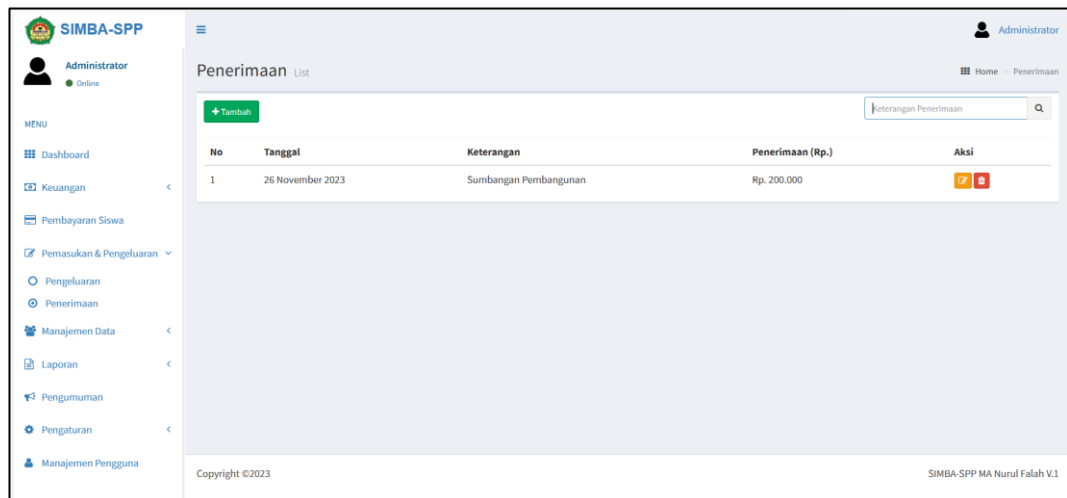 SIMBA-SPP
Administrator
Administrator
Online
Penerimaan List
Home > Penerimaan
MENU
Tambah
Keterangan Penerimaan
Dashboard
Keuangan
Pembayaran Siswa
Pemasukan & Pengeluaran
Pengeluaran
Penerimaan
Manajemen Data
Laporan
Pengumuman
Pengaturan
Manajemen Pengguna
No Tanggal Keterangan Penerimaan (Rp.) Aksi
1 26 November 2023 Sumbangan Pembangunan Rp. 200.000
Copyright ©2023
SIMBA-SPP MA Nurul Falah V.1